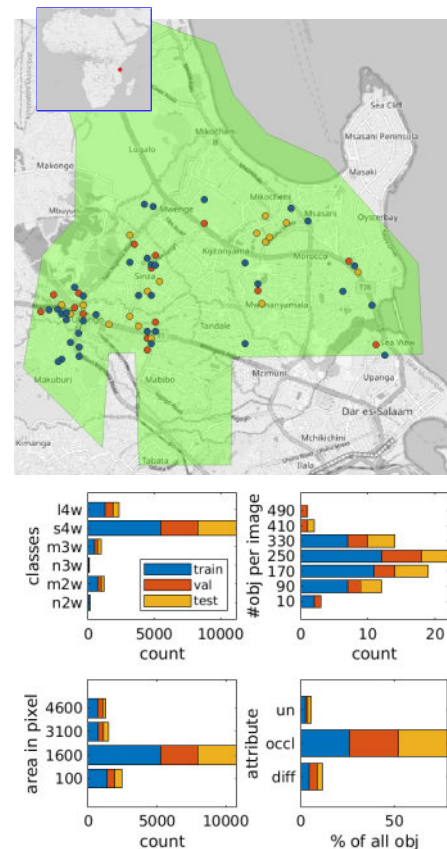 Sea Cliff
Mikocheni
B
Msasani Peninsula
Lugalo
Makongo
Masaki
Mbuyuni
Mikocheni
Mwenge
Msasani
Oysterbay
Kijitonyama
Morocco
Sinza
Mwananyamala
Tandale
Sea View
Mzimuni
Makuburi
Mabibo
Upanga
Dar es-Salaam
Mchikichini
Kimanga
Tabata
Ilala
classes
l4w
s4w
m3w
n3w
m2w
n2w
train
val
test
0 5000 10000
count
#obj per image
490
410
330
250
170
90
10
0 10 20
count
area in pixel
4600
3100
1600
100
0 5000 10000
count
attribute
un
occl
diff
0 50
% of all obj